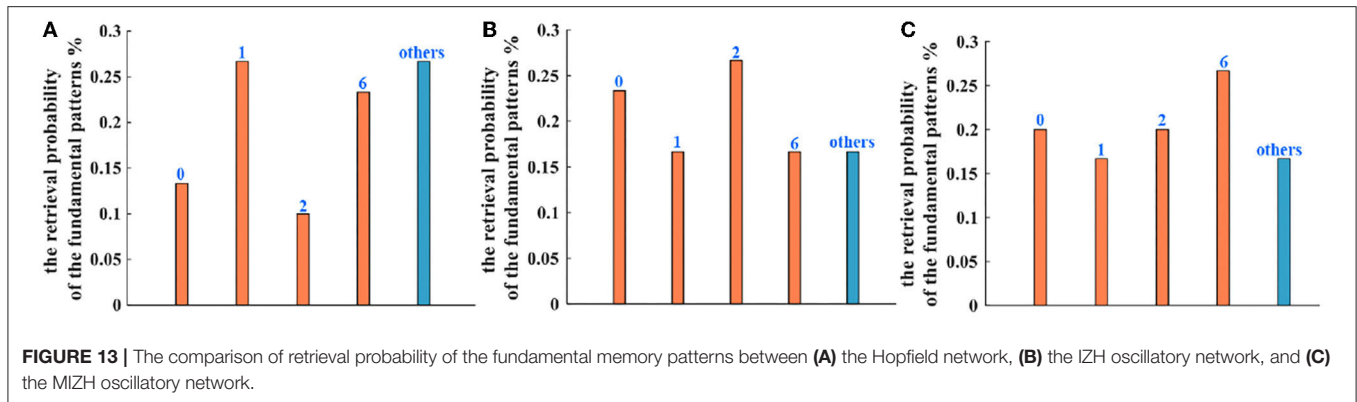 A
the retrieval probability
of the fundamental patterns %
0.3
0.25
0.2
0.15
0.1
0.05
0
0
1
2
6
others
B
the retrieval probability
of the fundamental patterns %
0.3
0.25
0.2
0.15
0.1
0.05
0
0
1
2
6
others
C
the retrieval probability
of the fundamental patterns %
0.3
0.25
0.2
0.15
0.1
0.05
0
0
1
2
6
others
FIGURE 13 | The comparison of retrieval probability of the fundamental memory patterns between (A) the Hopfield network, (B) the IZH oscillatory network, and (C)
the MIZH oscillatory network.